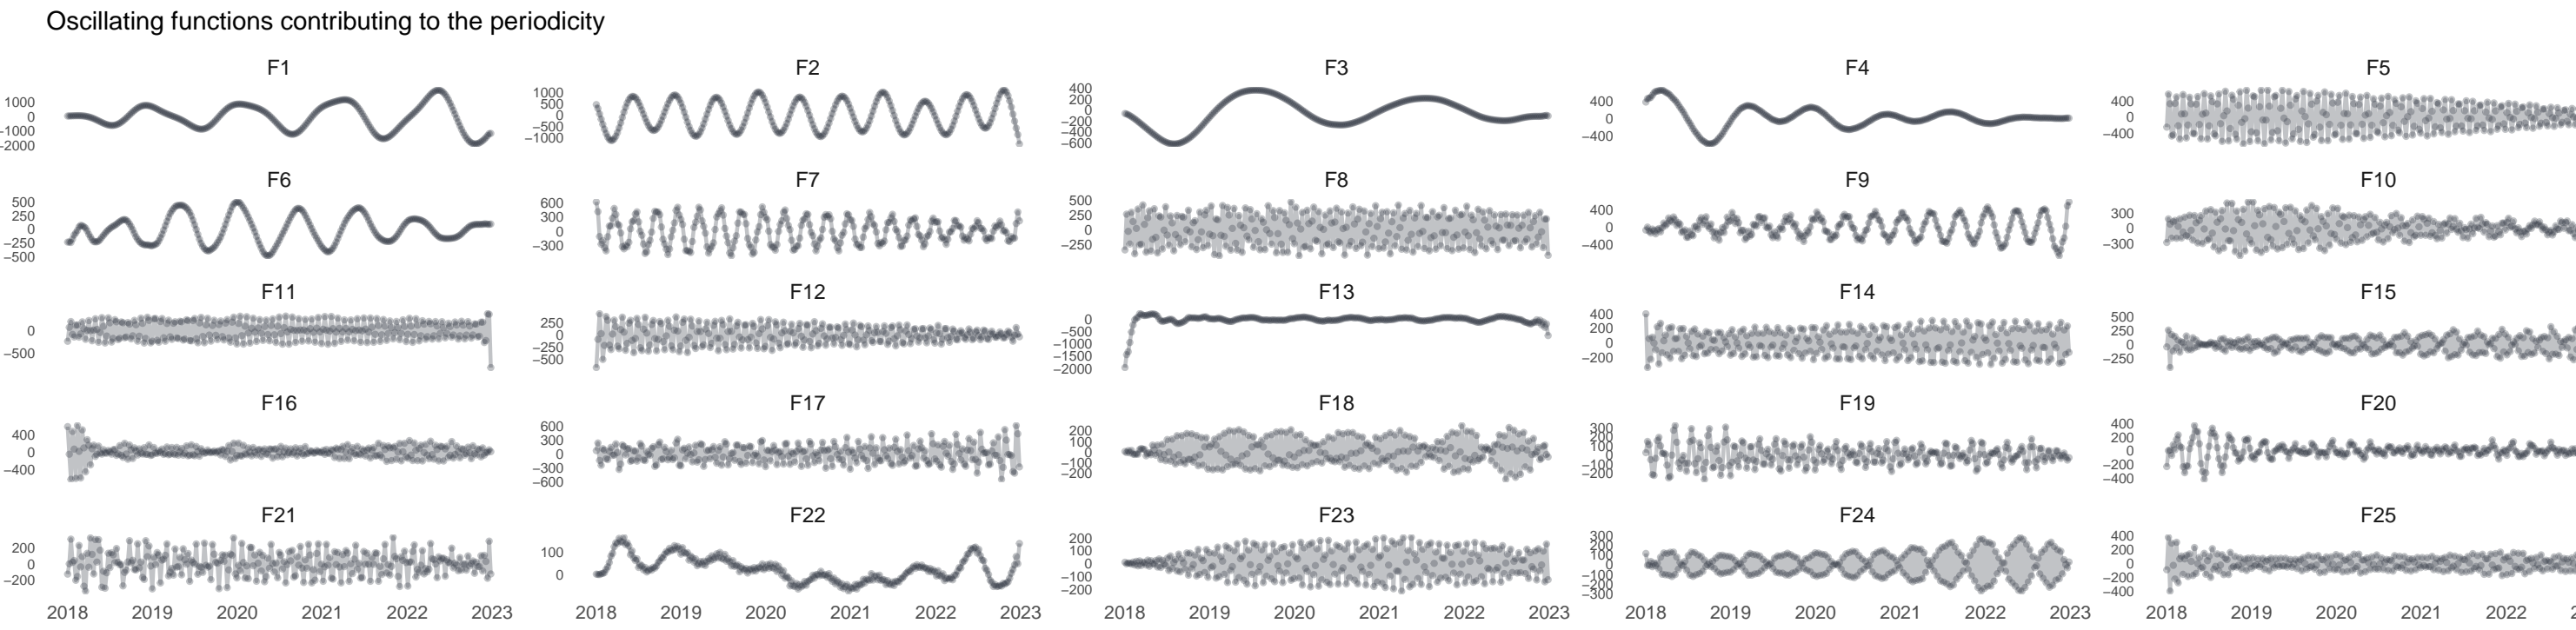 Oscillating functions contributing to the periodicity
F1 F2 F3 F4 F5
1000 0 −1000 −2000
1000 500 0 −500 −1000
400 200 0 −200 −400 −600
400 0 −400
400 0 −400
F6 F7 F8 F9 F10
500 250 0 −250 −500
600 300 0 −300
500 250 0 −250
400 0 −400
300 0 −300
F11 F12 F13 F14 F15
0 −500
250 0 −250 −500
0 −500 −1000 −1500 −2000
400 200 0 −200
500 250 0 −250
F16 F17 F18 F19 F20
400 0 −400
600 300 0 −300 −600
200 100 0 −100 −200
300 200 100 0 −100 −200
400 200 0 −200 −400
F21 F22 F23 F24 F25
200 0 −200
100 0
200 100 0 −100 −200
300 200 100 0 −100 −200 −300
400 200 0 −200 −400
2018 2019 2020 2021 2022 2023 2018 2019 2020 2021 2022 2023 2018 2019 2020 2021 2022 2023 2018 2019 2020 2021 2022 2023 2018 2019 2020 2021 2022